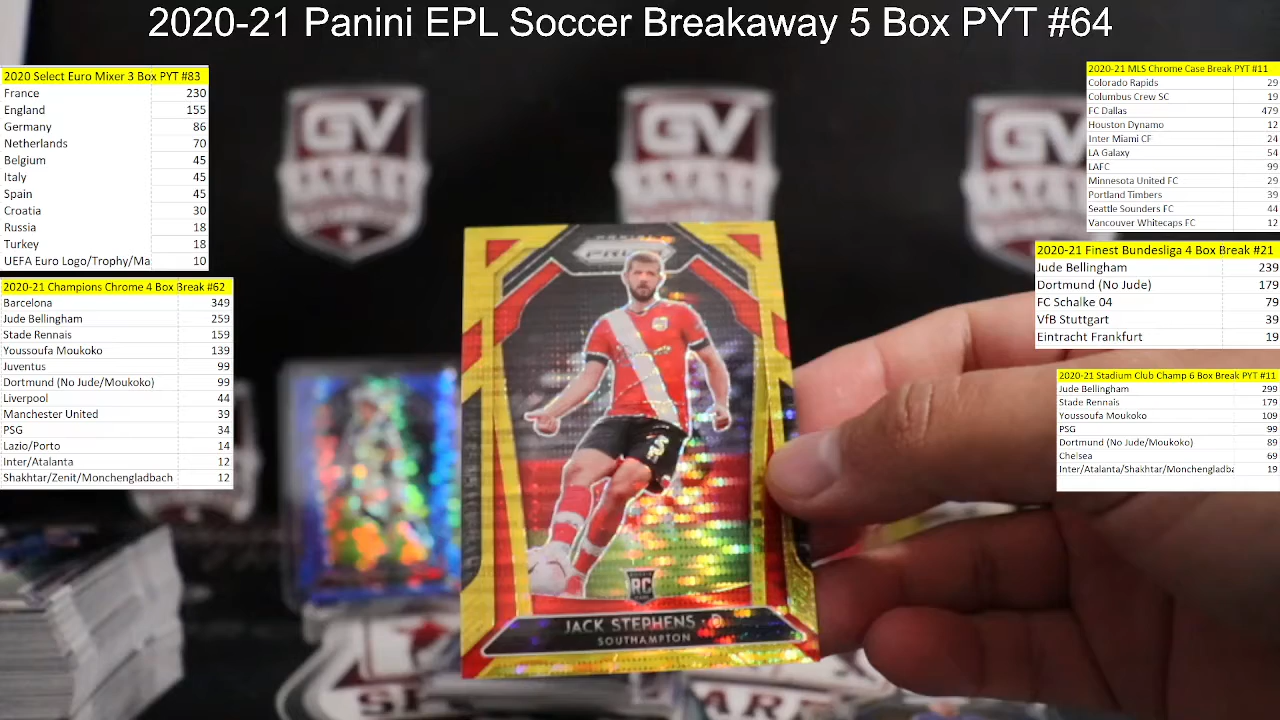 2020-21 Panini EPL Soccer Breakaway 5 Box PYT #64
2020 Select Euro Mixer 3 Box PYT #83
France 230
England 155
Germany 86
Netherlands 70
Belgium 45
Italy 45
Spain 45
Croatia 30
Russia 18
Turkey 18
UEFA Euro Logo/Trophy/Ma 10
2020-21 Champions Chrome 4 Box Break #62
Barcelona 349
Jude Bellingham 259
Stade Rennais 159
Youssoufa Moukoko 139
Juventus 99
Dortmund (No Jude/Moukoko) 99
Liverpool 44
Manchester United 39
PSG 34
Lazio/Porto 14
Inter/Atalanta 12
Shakhtar/Zenit/Monchengladbach 12
2020-21 MLS Chrome Case Break PYT #11
Colorado Rapids 29
Columbus Crew SC 19
FC Dallas 479
Houston Dynamo 12
Inter Miami CF 24
LA Galaxy 54
LAFC 99
Minnesota United FC 29
Portland Timbers 39
Seattle Sounders FC 44
Vancouver Whitecaps FC 12
2020-21 Finest Bundesliga 4 Box Break #21
Jude Bellingham 239
Dortmund (No Jude) 179
FC Schalke 04 79
VfB Stuttgart 39
Eintracht Frankfurt 19
2020-21 Stadium Club Champ 6 Box Break PYT #11
Jude Bellingham 299
Stade Rennais 179
Youssoufa Moukoko 109
PSG 99
Dortmund (No Jude/Moukoko) 89
Chelsea 69
Inter/Atalanta/Shakhtar/Monchengladba 19
GV
GV
GV
PRIZM
RC
JACK STEPHENS · D
SOUTHAMPTON